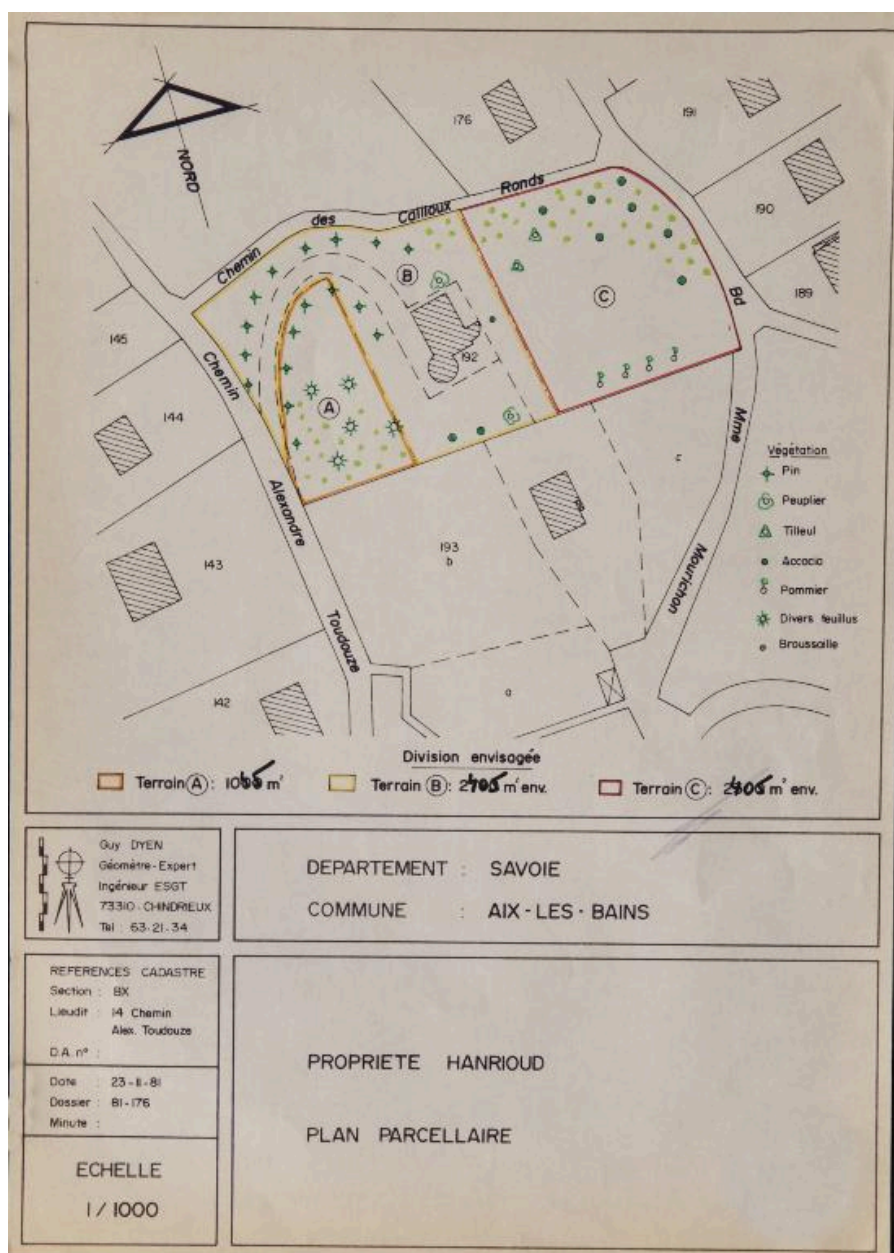 NORD
176
191
190
189
Chemin des Cailloux Ronds
B
C
A
192
145
144
143
142
Chemin Alexandre Toudouze
Bd Mme Mourichon
193
b
c
a
Végétation
Pin
Peuplier
Tilleul
Accacia
Pommier
Divers feuillus
Broussaille
Division envisagée
Terrain A : m² Terrain B : m² env. Terrain C : m² env.
Guy DYEN
Géomètre-Expert
Ingénieur ESGT
73310-CHINDRIEUX
Tel : 63-21-34
DEPARTEMENT : SAVOIE
COMMUNE : AIX-LES-BAINS
REFERENCES CADASTRE
Section : BX
Lieudit : 14 Chemin
Alex. Toudouze
D.A. n° :
Date : 23-11-81
Dossier : 81-176
Minute :
ECHELLE
1/1000
PROPRIETE HANRIOUD
PLAN PARCELLAIRE